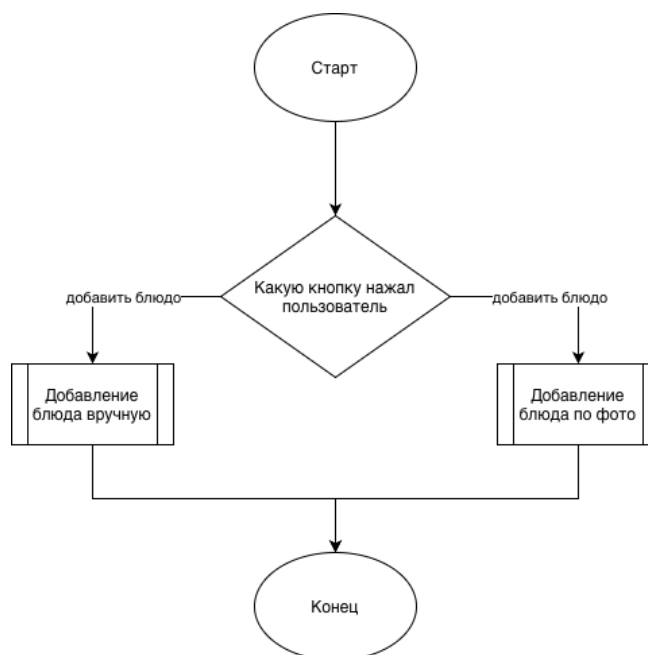 Старт
Какую кнопку нажал
пользователь
добавить блюдо
добавить блюдо
Добавление
блюда вручную
Добавление
блюда по фото
Конец